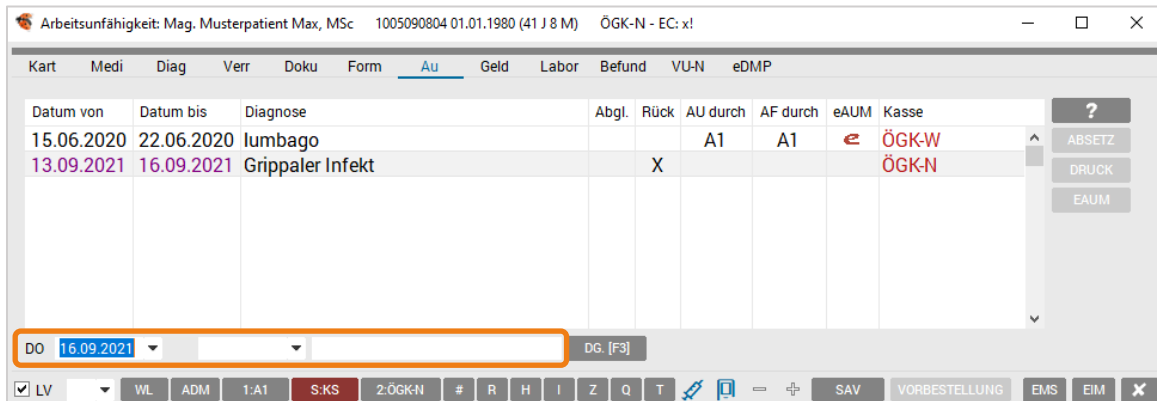 Arbeitsunfähigkeit: Mag. Musterpatient Max, MSc 1005090804 01.01.1980 (41 J 8 M) ÖGK-N - EC: x!
Kart Medi Diag Verr Doku Form Au Geld Labor Befund VU-N eDMP
Datum von Datum bis Diagnose Abgl. Rück AU durch AF durch eAUM Kasse ?
15.06.2020 22.06.2020 lumbago A1 A1 e ÖGK-W ABSETZ
13.09.2021 16.09.2021 Grippaler Infekt X ÖGK-N DRUCK
EAUM
DO 16.09.2021 DG. [F3]
LV WL ADM 1:A1 S:KS 2:ÖGK-N # R H I Z Q T SAV VORBESTELLUNG EMS EIM